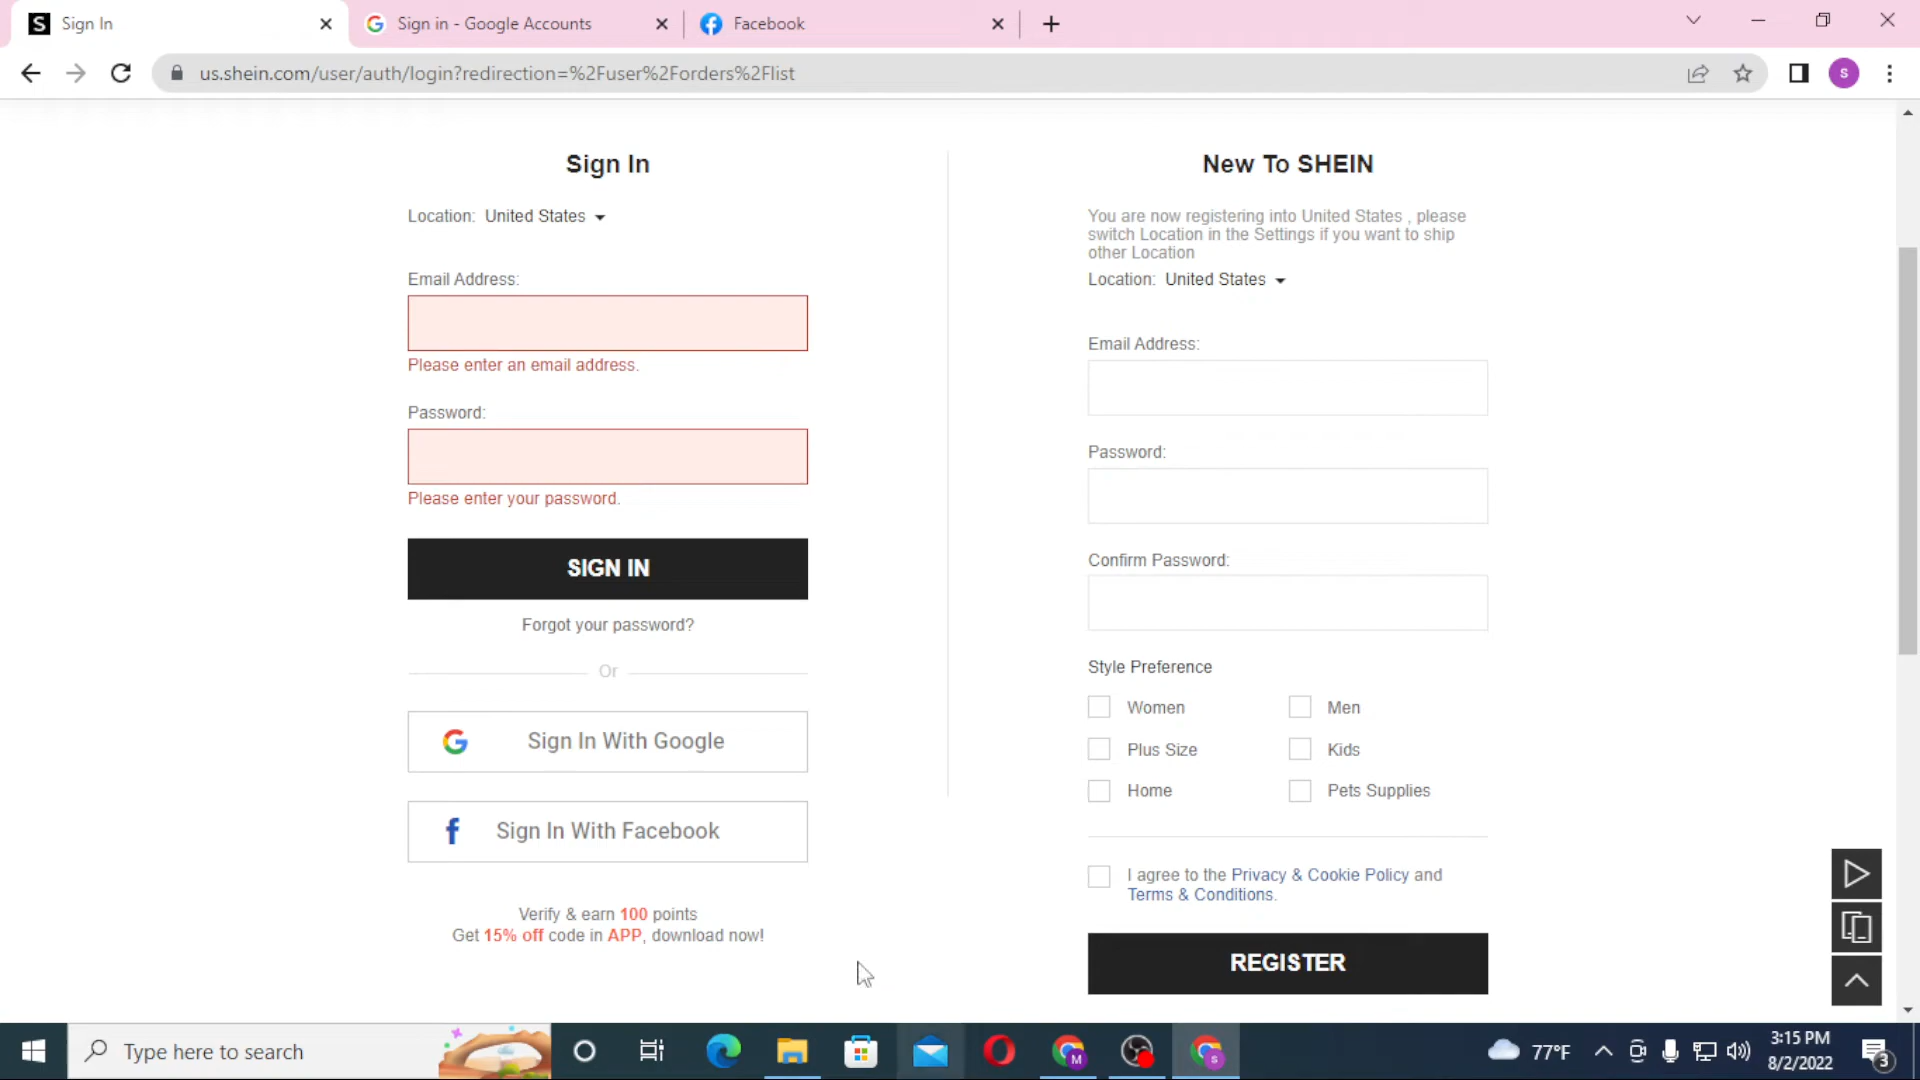 Sign In
Sign in - Google Accounts
Facebook
us.shein.com/user/auth/login?redirection=%2Fuser%2Forders%2Flist
S
Sign In
Location: United States
Email Address:
Please enter an email address.
Password:
Please enter your password.
SIGN IN
Forgot your password?
Or
Sign In With Google
Sign In With Facebook
Verify & earn 100 points
Get 15% off code in APP, download now!
New To SHEIN
You are now registering into United States , please
switch Location in the Settings if you want to ship
other Location
Location: United States
Email Address:
Password:
Confirm Password:
Style Preference
Women
Men
Plus Size
Kids
Home
Pets Supplies
I agree to the Privacy & Cookie Policy and
Terms & Conditions.
REGISTER
Type here to search
M
S
77°F
3:15 PM
8/2/2022
3